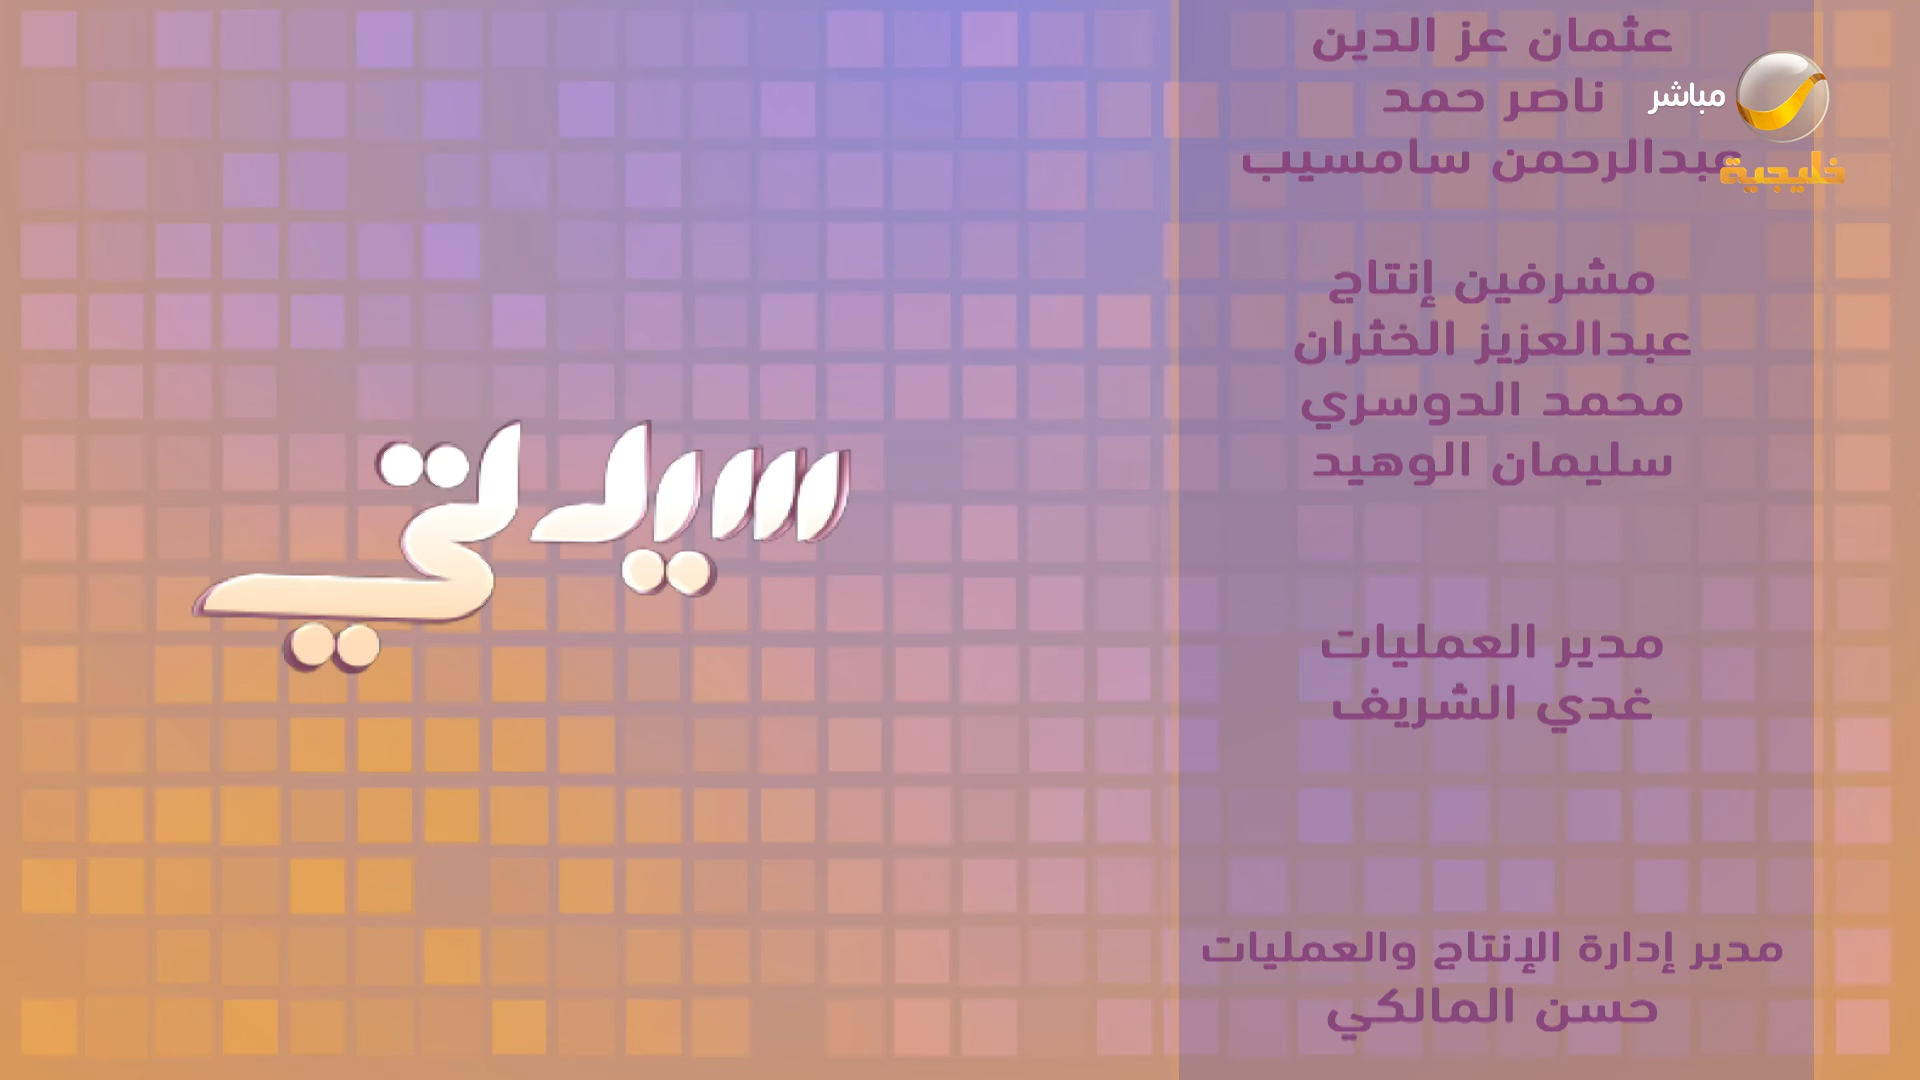 عثمان عز الدين
ناصر حمد
مباشر
عبدالرحمن سامسيب
خليجية
مشرفين إنتاج
عبدالعزيز الخثران
محمد الدوسري
سليمان الوهيد
سيدتي
مدير العمليات
غدي الشريف
مدير إدارة الإنتاج والعمليات
حسن المالكي